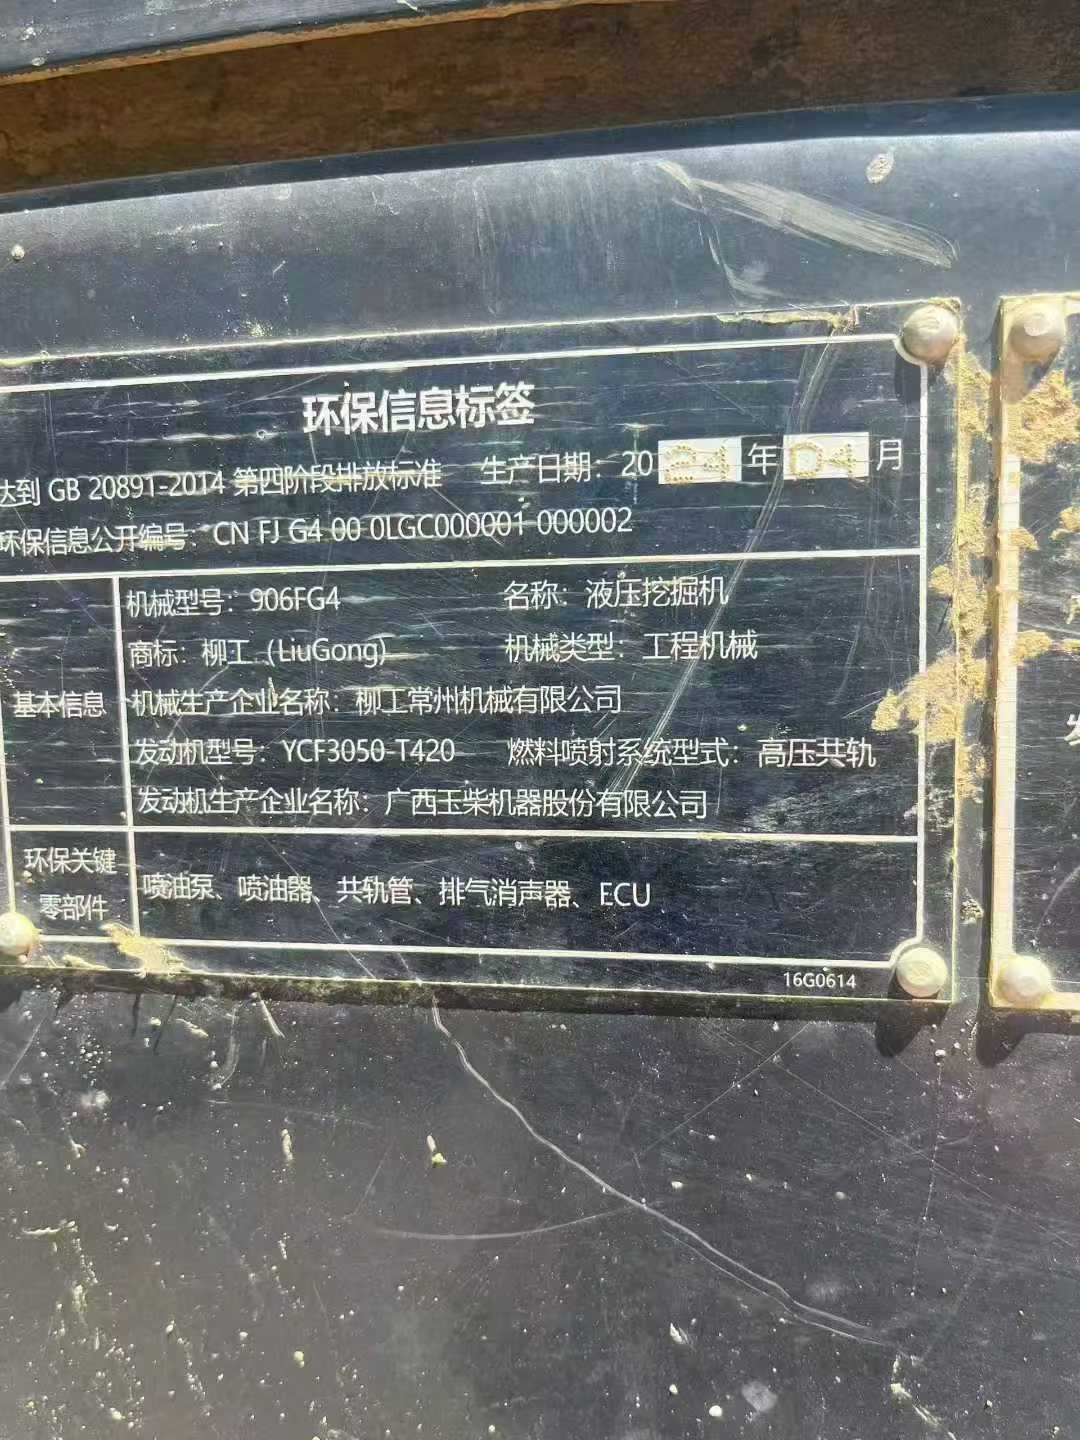 环保信息标签
达到 GB 20891-2014 第四阶段排放标准 生产日期：2024年04月
环保信息公开编号：CN FJ G4 00 0LGC000001 000002
基本信息
机械型号：906FG4 名称：液压挖掘机
商标：柳工（LiuGong） 机械类型：工程机械
机械生产企业名称：柳工常州机械有限公司
发动机型号：YCF3050-T420 燃料喷射系统型式：高压共轨
发动机生产企业名称：广西玉柴机器股份有限公司
环保关键零部件
喷油泵、喷油器、共轨管、排气消声器、ECU
16G0614